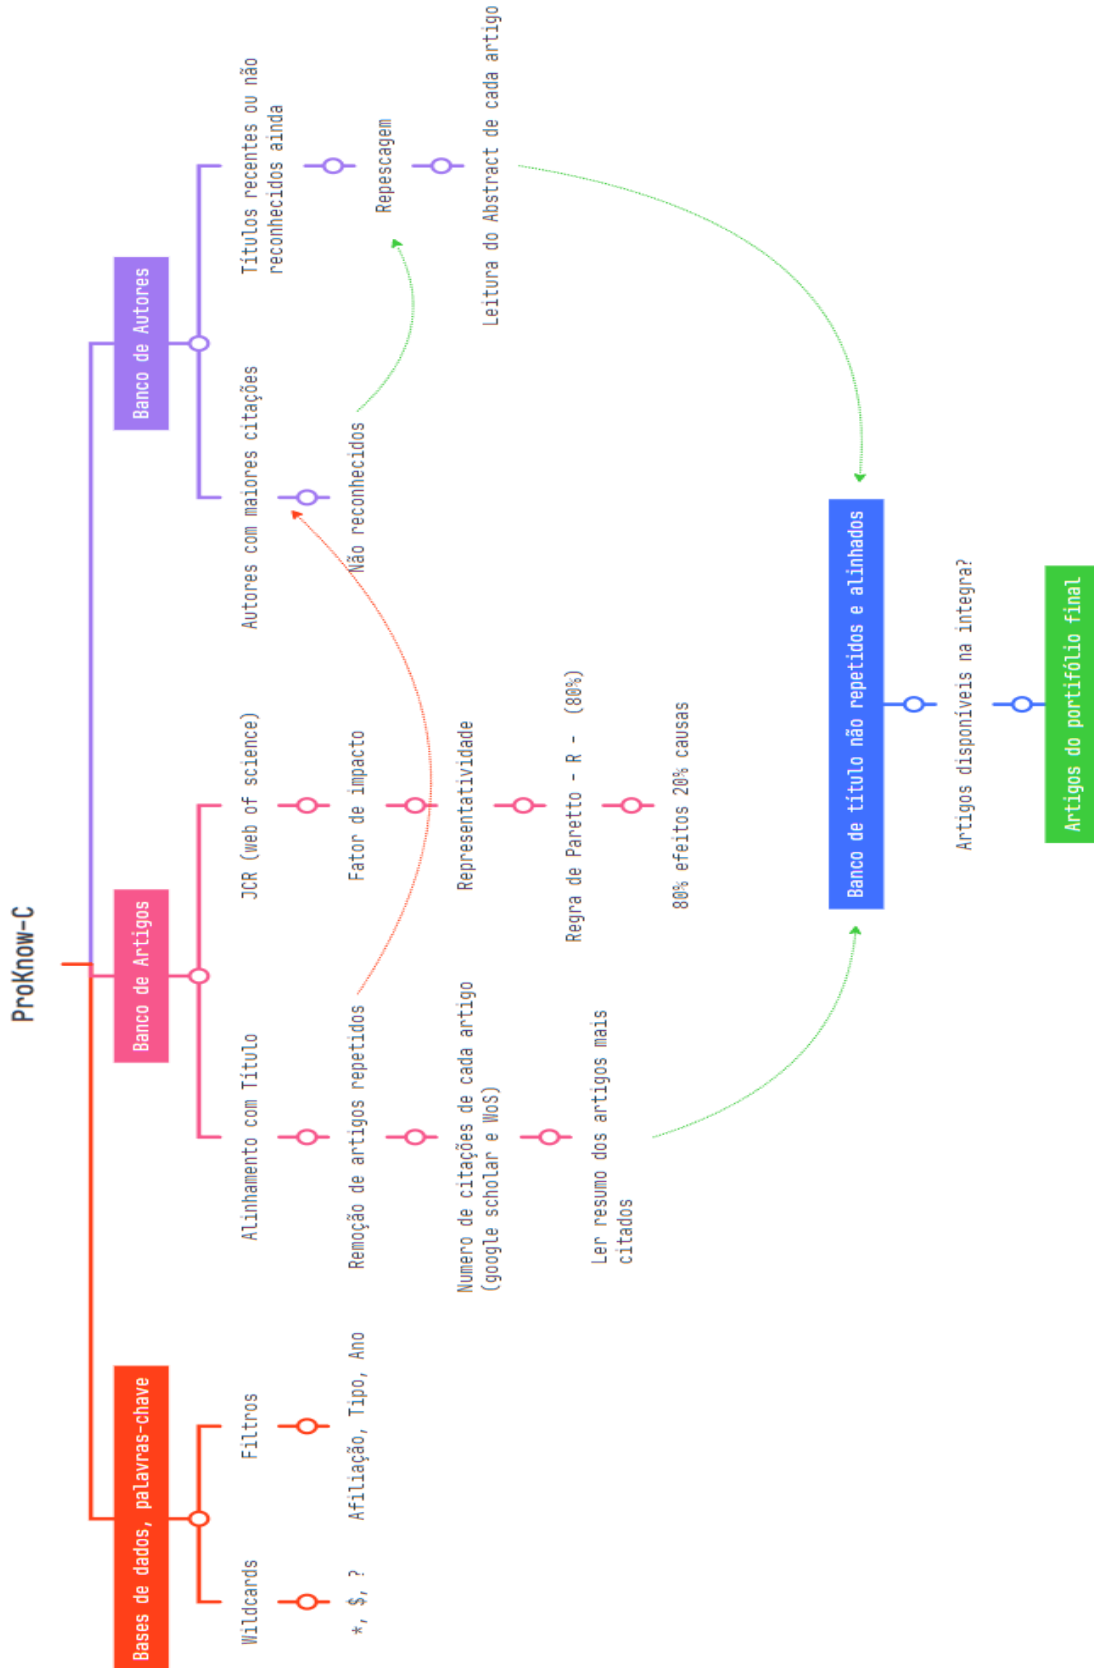 ProKnow-C
Bases de dados, palavras-chave
Wildcards
*, $, ?
Filtros
Afiliação, Tipo, Ano
Banco de Artigos
Alinhamento com Título
Remoção de artigos repetidos
Numero de citações de cada artigo
(google scholar e WoS)
Ler resumo dos artigos mais
citados
JCR (web of science)
Fator de impacto
Representatividade
Regra de Paretto - R - (80%)
80% efeitos 20% causas
Banco de Autores
Autores com maiores citações
Não reconhecidos
Títulos recentes ou não
reconhecidos ainda
Repescagem
Leitura do Abstract de cada artigo
Banco de título não repetidos e alinhados
Artigos disponíveis na integra?
Artigos do portifólio final